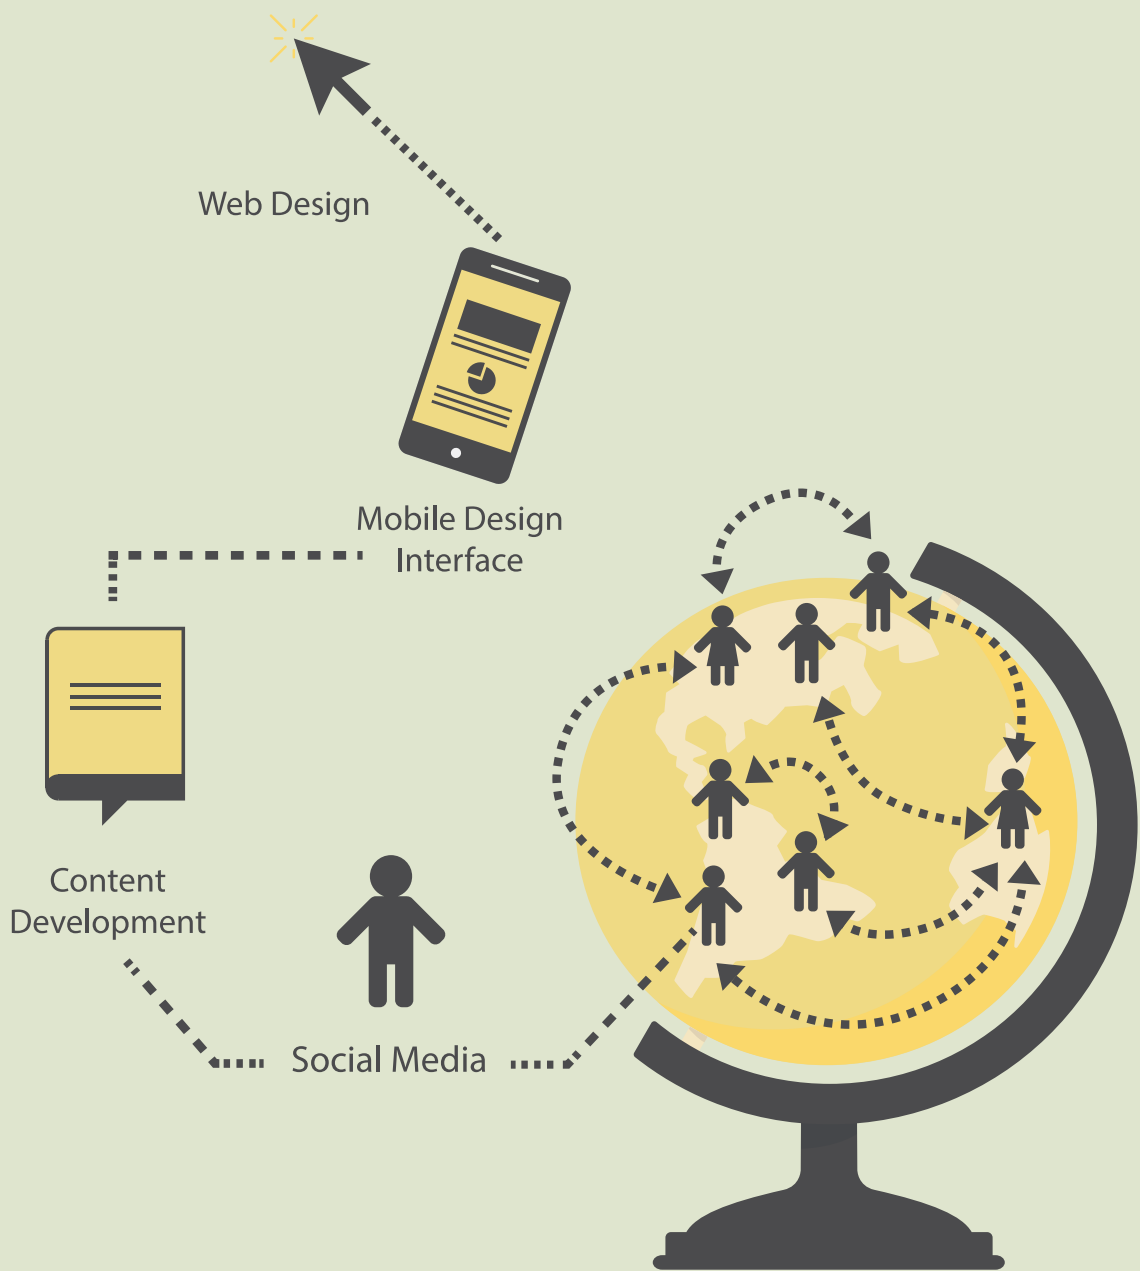 Web Design
Mobile Design
Interface
Content
Development
Social Media